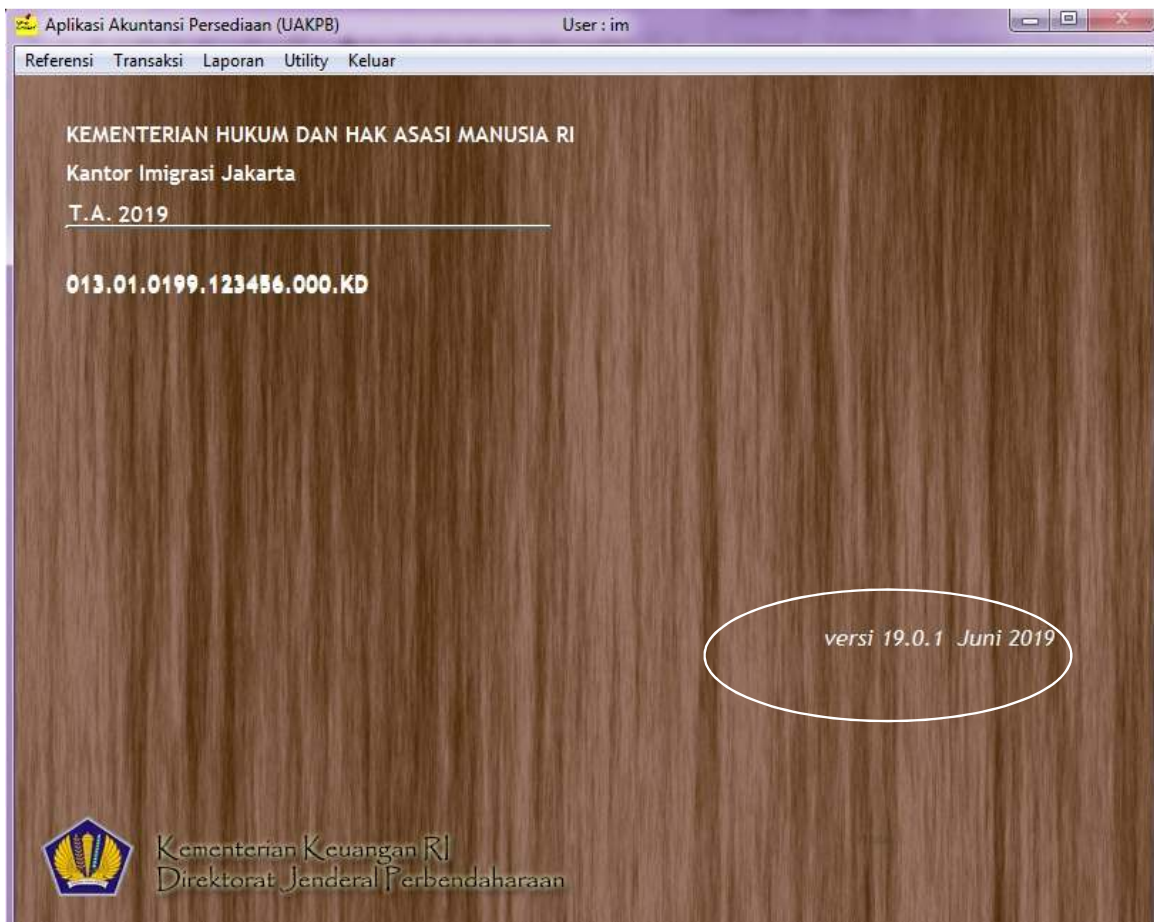 Aplikasi Akuntansi Persediaan (UAKPB) User : im
Referensi Transaksi Laporan Utility Keluar
KEMENTERIAN HUKUM DAN HAK ASASI MANUSIA RI
Kantor Imigrasi Jakarta
T.A. 2019
013.01.0199.123456.000.KD
versi 19.0.1 Juni 2019
Kementerian Keuangan RI
Direktorat Jenderal Perbendaharaan